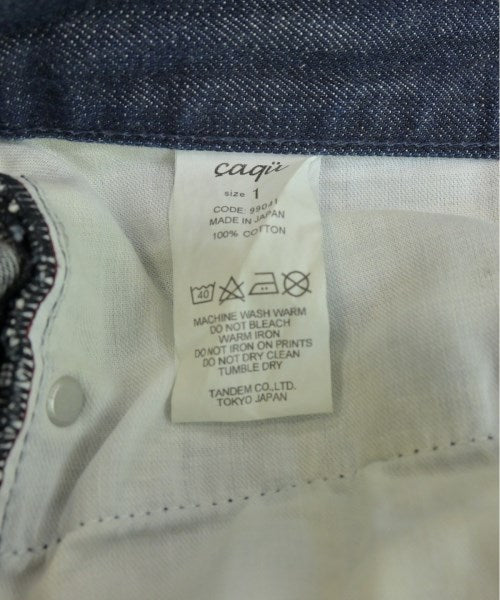 çaqü
size 1
CODE: 99041
MADE IN JAPAN
100% COTTON
40
MACHINE WASH WARM
DO NOT BLEACH
WARM IRON
DO NOT IRON ON PRINTS
DO NOT DRY CLEAN
TUMBLE DRY
TANDEM CO.,LTD.
TOKYO JAPAN